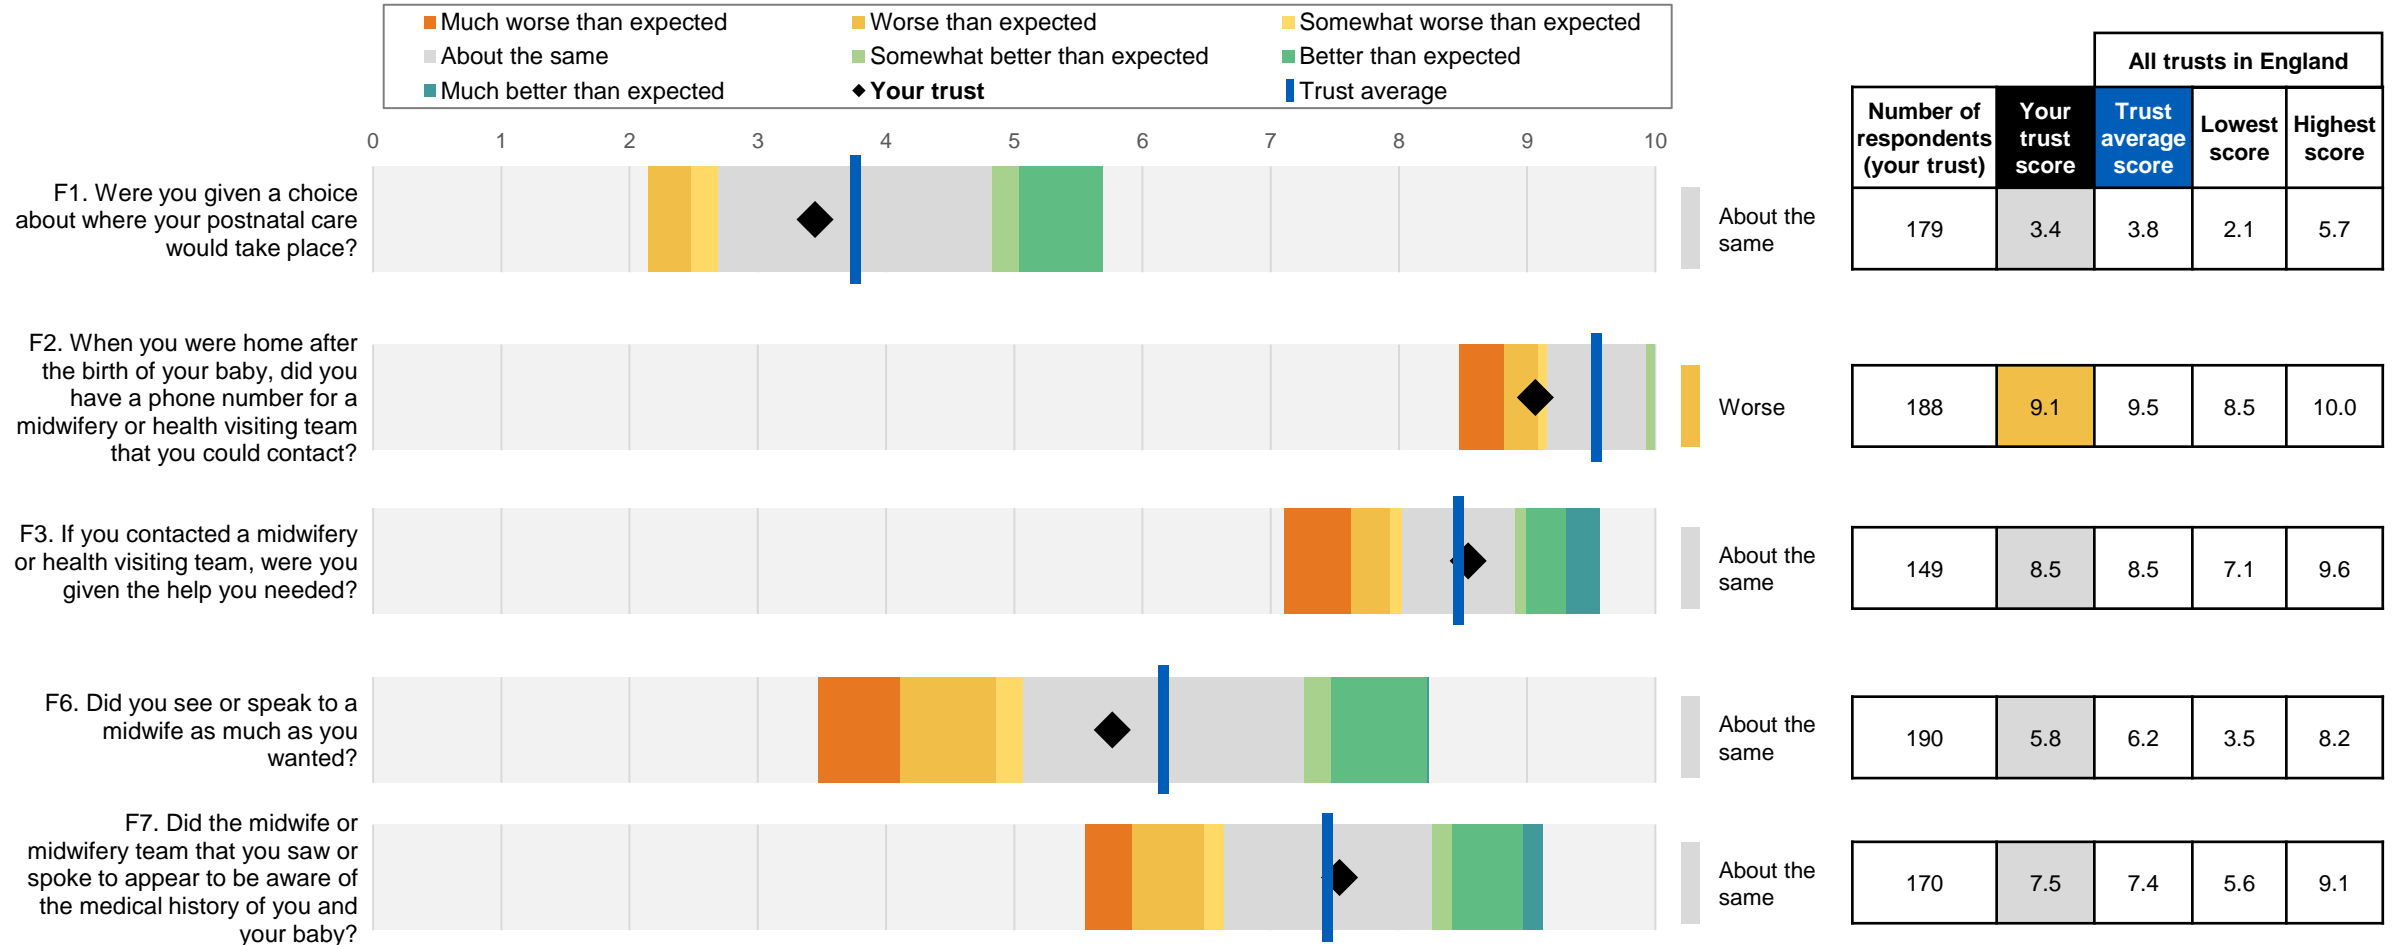 Much worse than expected
Worse than expected
Somewhat worse than expected
About the same
Somewhat better than expected
Better than expected
Much better than expected
Your trust
Trust average
All trusts in England
Number of respondents (your trust)
Your trust score
Trust average score
Lowest score
Highest score
0 1 2 3 4 5 6 7 8 9 10
F1. Were you given a choice
about where your postnatal care
would take place?
About the
same
179 3.4 3.8 2.1 5.7
F2. When you were home after
the birth of your baby, did you
have a phone number for a
midwifery or health visiting team
that you could contact?
Worse
188 9.1 9.5 8.5 10.0
F3. If you contacted a midwifery
or health visiting team, were you
given the help you needed?
About the
same
149 8.5 8.5 7.1 9.6
F6. Did you see or speak to a
midwife as much as you
wanted?
About the
same
190 5.8 6.2 3.5 8.2
F7. Did the midwife or
midwifery team that you saw or
spoke to appear to be aware of
the medical history of you and
your baby?
About the
same
170 7.5 7.4 5.6 9.1